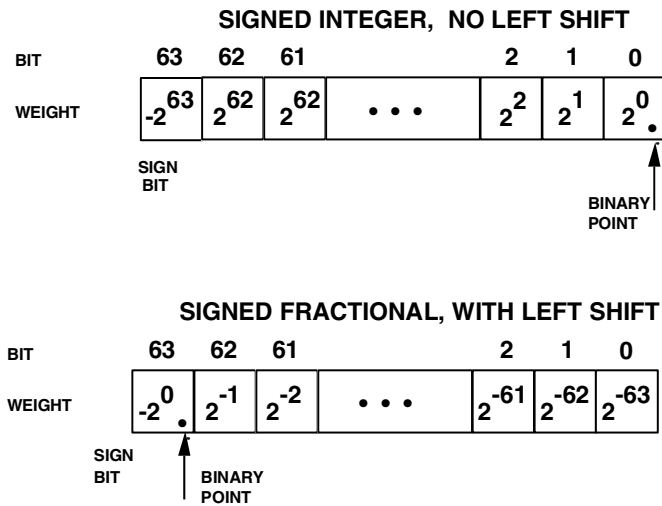 SIGNED INTEGER, NO LEFT SHIFT
BIT 63 62 61 2 1 0
WEIGHT -2^63 2^62 2^62 • • • 2^2 2^1 2^0 .
SIGN
BIT
BINARY
POINT
SIGNED FRACTIONAL, WITH LEFT SHIFT
BIT 63 62 61 2 1 0
WEIGHT -2^0 . 2^-1 2^-2 • • • 2^-61 2^-62 2^-63
SIGN
BIT
BINARY
POINT